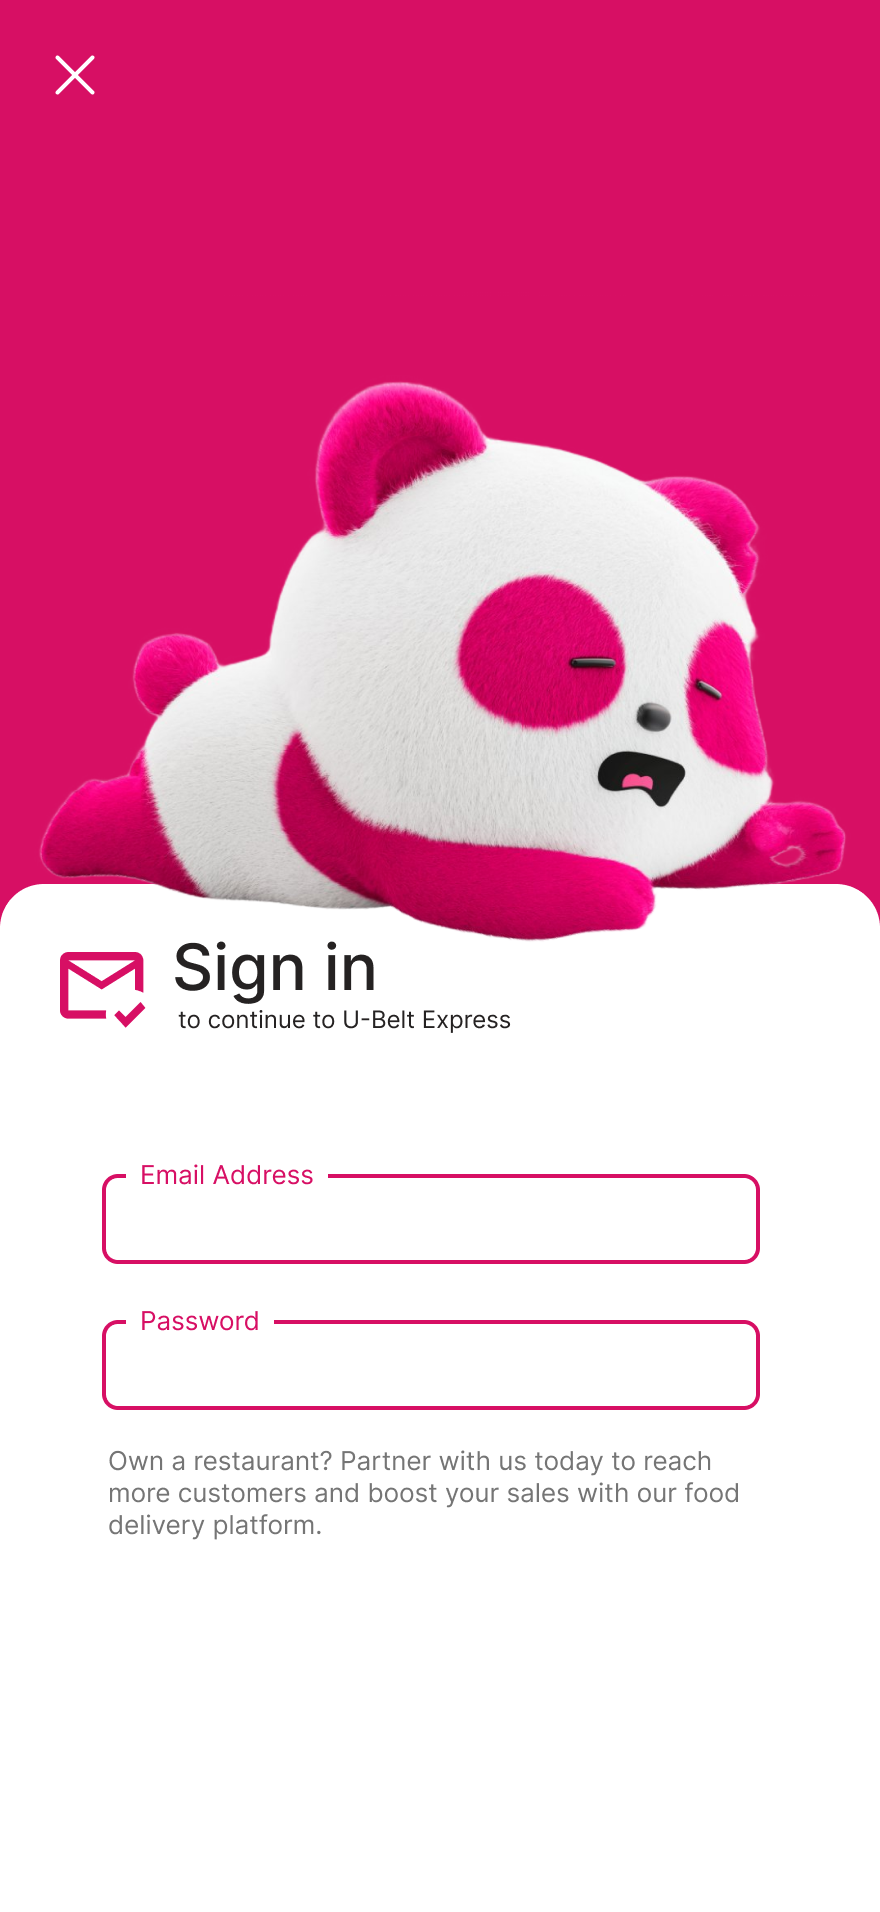 Sign in
to continue to U-Belt Express
Email Address
Password
Own a restaurant? Partner with us today to reach
more customers and boost your sales with our food
delivery platform.